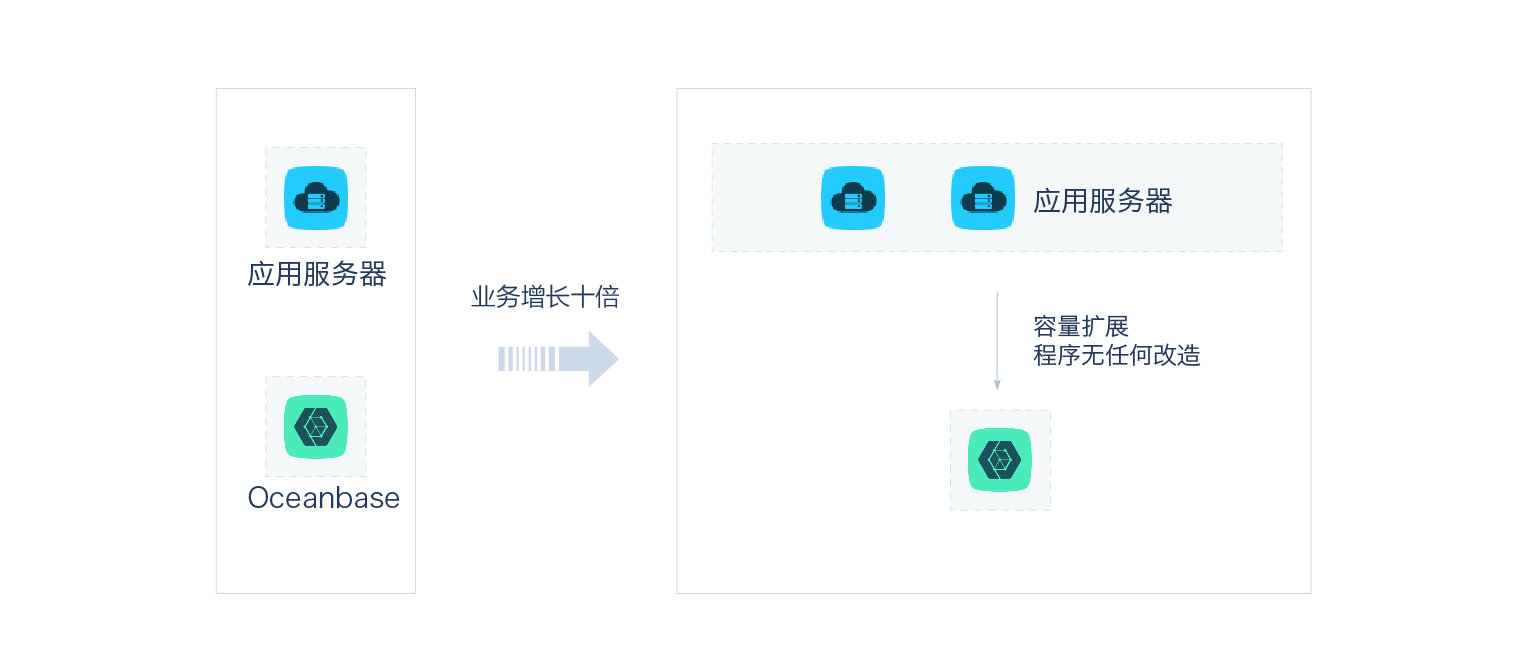 应用服务器
Oceanbase
业务增长十倍
应用服务器
容量扩展
程序无任何改造